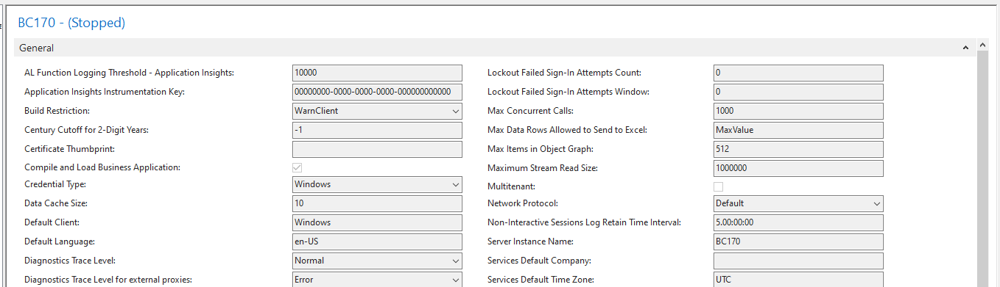 BC170 - (Stopped)
General
AL Function Logging Threshold - Application Insights: 10000
Application Insights Instrumentation Key: 00000000-0000-0000-0000-000000000000
Build Restriction: WarnClient
Century Cutoff for 2-Digit Years: -1
Certificate Thumbprint:
Compile and Load Business Application:
Credential Type: Windows
Data Cache Size: 10
Default Client: Windows
Default Language: en-US
Diagnostics Trace Level: Normal
Diagnostics Trace Level for external proxies: Error
Lockout Failed Sign-In Attempts Count: 0
Lockout Failed Sign-In Attempts Window: 0
Max Concurrent Calls: 1000
Max Data Rows Allowed to Send to Excel: MaxValue
Max Items in Object Graph: 512
Maximum Stream Read Size: 1000000
Multitenant:
Network Protocol: Default
Non-Interactive Sessions Log Retain Time Interval: 5.00:00:00
Server Instance Name: BC170
Services Default Company:
Services Default Time Zone: UTC